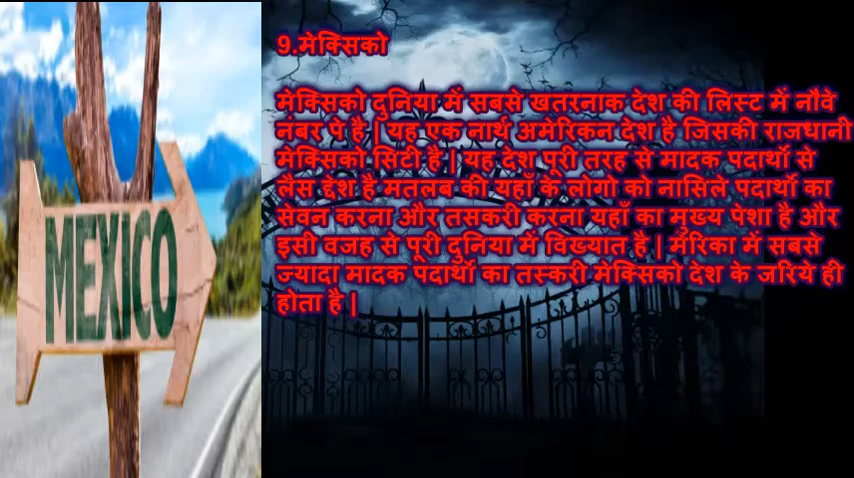 MEXICO
9.मेक्सिको
मेक्सिको दुनिया में सबसे खतरनाक देश की लिस्ट में नौवे
नंबर पे है | यह एक नार्थ अमेरिकन देश है जिसकी राजधानी
मेक्सिको सिटी है | यह देश पूरी तरह से मादक पदार्थो से
लैस द्देश है मतलब की यहाँ के लोगो को नासिले पदार्थो का
सेवन करना और तसकरी करना यहाँ का मुख्य पेशा है और
इसी वजह से पूरी दुनिया में विख्यात है | मेरिका में सबसे
ज्यादा मादक पदार्थो का तस्करी मेक्सिको देश के जरिये ही
होता है |